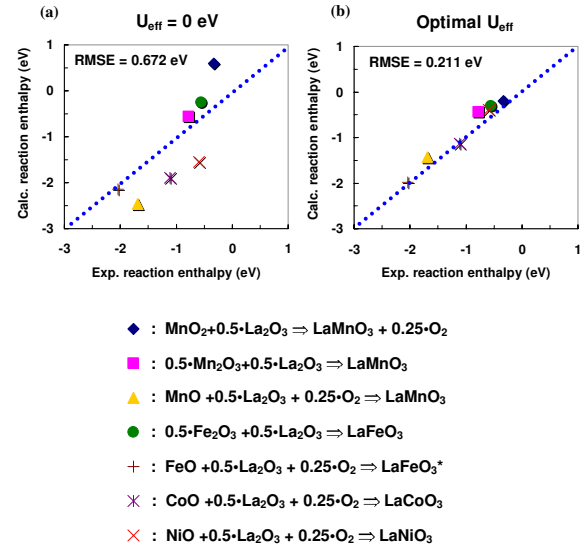 (a) U_eff = 0 eV
RMSE = 0.672 eV
1
0
-1
-2
-3
Calc. reaction enthalpy (eV)
-3 -2 -1 0 1
Exp. reaction enthalpy (eV)
(b) Optimal U_eff
RMSE = 0.211 eV
1
0
-1
-2
-3
Calc. reaction enthalpy (eV)
-3 -2 -1 0 1
Exp. reaction enthalpy (eV)
: MnO₂+0.5•La₂O₃ ⇒ LaMnO₃ + 0.25•O₂
: 0.5•Mn₂O₃+0.5•La₂O₃⇒ LaMnO₃
: MnO +0.5•La₂O₃ + 0.25•O₂ ⇒ LaMnO₃
: 0.5•Fe₂O₃ +0.5•La₂O₃⇒ LaFeO₃
: FeO +0.5•La₂O₃ + 0.25•O₂ ⇒ LaFeO₃*
: CoO +0.5•La₂O₃ + 0.25•O₂ ⇒ LaCoO₃
: NiO +0.5•La₂O₃ + 0.25•O₂ ⇒ LaNiO₃